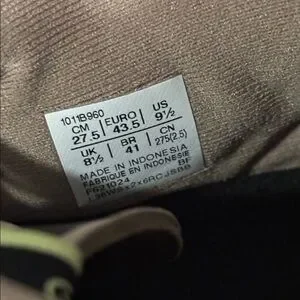 1011B960
CM EURO US
27.5 43.5 9½
UK BR CN
8½ 41 275(2.5)
MADE IN INDONESIA
FABRIQUE EN INDONESIE
BF